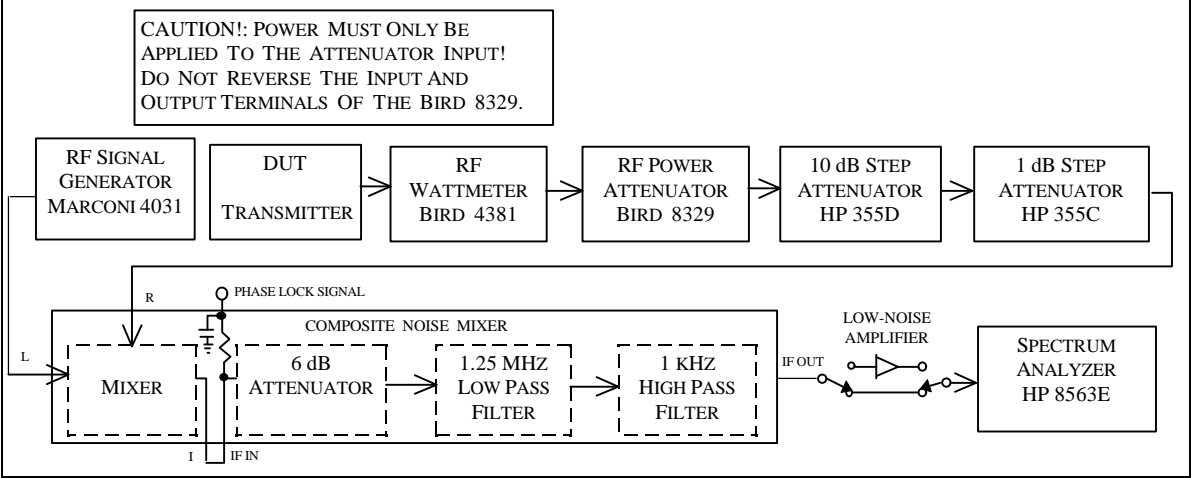 CAUTION!: POWER MUST ONLY BE
APPLIED TO THE ATTENUATOR INPUT!
DO NOT REVERSE THE INPUT AND
OUTPUT TERMINALS OF THE BIRD 8329.
RF SIGNAL
GENERATOR
MARCONI 4031
DUT
TRANSMITTER
RF
WATTMETER
BIRD 4381
RF POWER
ATTENUATOR
BIRD 8329
10 dB STEP
ATTENUATOR
HP 355D
1 dB STEP
ATTENUATOR
HP 355C
R
PHASE LOCK SIGNAL
COMPOSITE NOISE MIXER
L
MIXER
6 dB
ATTENUATOR
1.25 MHZ
LOW PASS
FILTER
1 KHZ
HIGH PASS
FILTER
I
IF IN
IF OUT
LOW-NOISE
AMPLIFIER
SPECTRUM
ANALYZER
HP 8563E